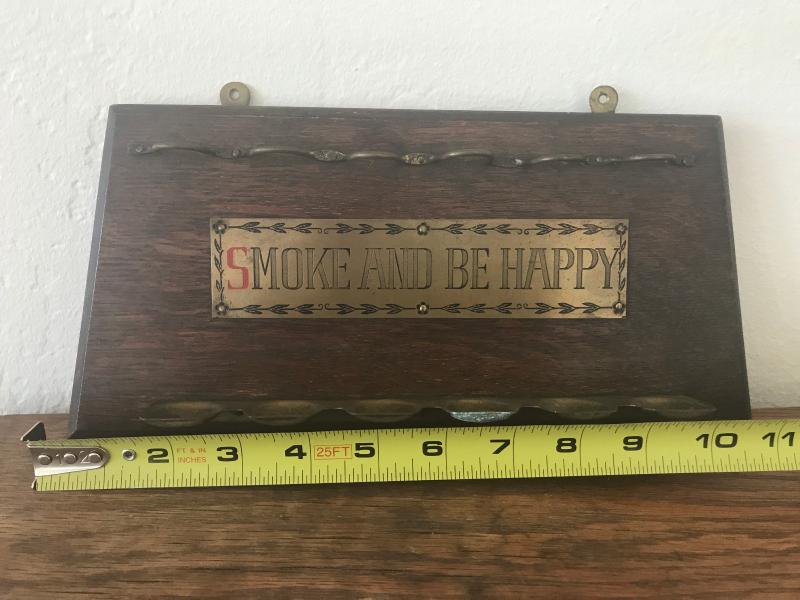 SMOKE AND BE HAPPY
2 FT & IN INCHES 3 4 25FT 5 6 7 8 9 10 11